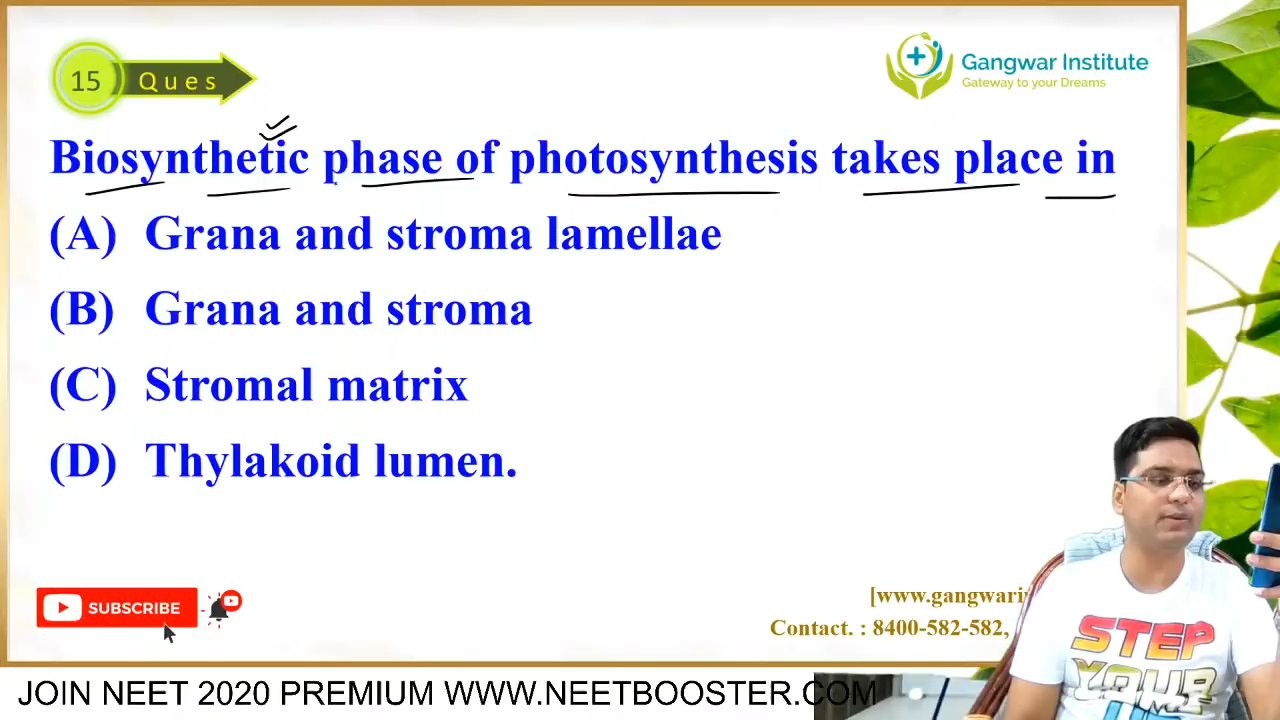 15 Ques
Gangwar Institute
Gateway to your Dreams
Biosynthetic phase of photosynthesis takes place in
(A) Grana and stroma lamellae
(B) Grana and stroma
(C) Stromal matrix
(D) Thylakoid lumen.
SUBSCRIBE
Contact. : 8400-582-582,
STEP
YOUR
JOIN NEET 2020 PREMIUM WWW.NEETBOOSTER.COM